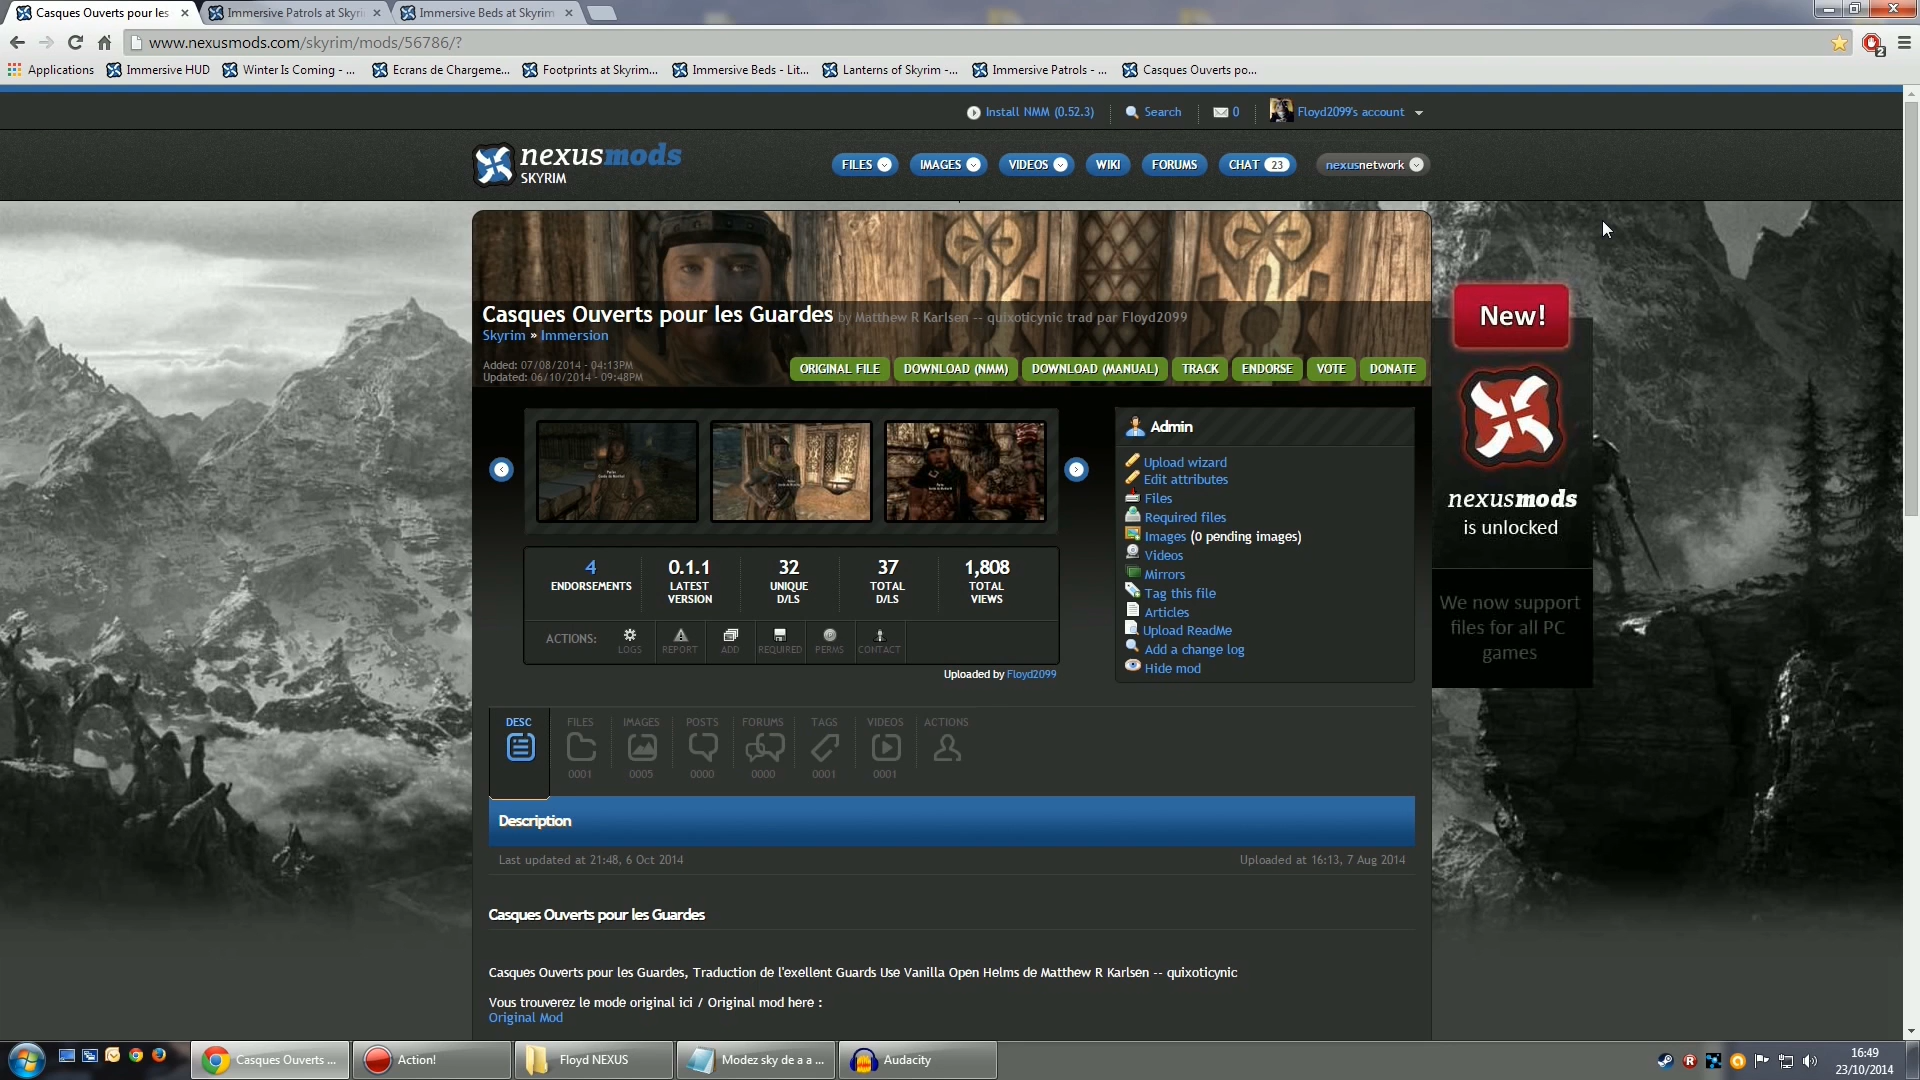 Casques Ouverts pour les
Immersive Patrols at Skyri
Immersive Beds at Skyrim
www.nexusmods.com/skyrim/mods/56786/?
2
Applications
Immersive HUD
Winter Is Coming - ...
Ecrans de Chargeme...
Footprints at Skyrim...
Immersive Beds - Lit...
Lanterns of Skyrim -...
Immersive Patrols - ...
Casques Ouverts po...
Install NMM (0.52.3)
Search
0
Floyd2099's account
nexusmods
SKYRIM
FILES
IMAGES
VIDEOS
WIKI
FORUMS
CHAT 23
nexusnetwork
Casques Ouverts pour les Guardes by Matthew R Karlsen -- quixoticynic trad par Floyd2099
Skyrim » Immersion
Added: 07/08/2014 - 04:13PM
Updated: 06/10/2014 - 09:48PM
ORIGINAL FILE
DOWNLOAD (NMM)
DOWNLOAD (MANUAL)
TRACK
ENDORSE
VOTE
DONATE
4
ENDORSEMENTS
0.1.1
LATEST
VERSION
32
UNIQUE
D/LS
37
TOTAL
D/LS
1,808
TOTAL
VIEWS
ACTIONS:
LOGS
REPORT
ADD
REQUIRED
PERMS
CONTACT
Uploaded by Floyd2099
Admin
Upload wizard
Edit attributes
Files
Required files
Images (0 pending images)
Videos
Mirrors
Tag this file
Articles
Upload ReadMe
Add a change log
Hide mod
New!
nexusmods
is unlocked
We now support
files for all PC
games
DESC
FILES
0001
IMAGES
0005
POSTS
0000
FORUMS
0000
TAGS
0001
VIDEOS
0001
ACTIONS
Description
Last updated at 21:48, 6 Oct 2014
Uploaded at 16:13, 7 Aug 2014
Casques Ouverts pour les Guardes
Casques Ouverts pour les Guardes, Traduction de l'exellent Guards Use Vanilla Open Helms de Matthew R Karlsen -- quixoticynic
Vous trouverez le mode original ici / Original mod here :
Original Mod
Casques Ouverts ...
Action!
Floyd NEXUS
Modez sky de a a ...
Audacity
16:49
23/10/2014